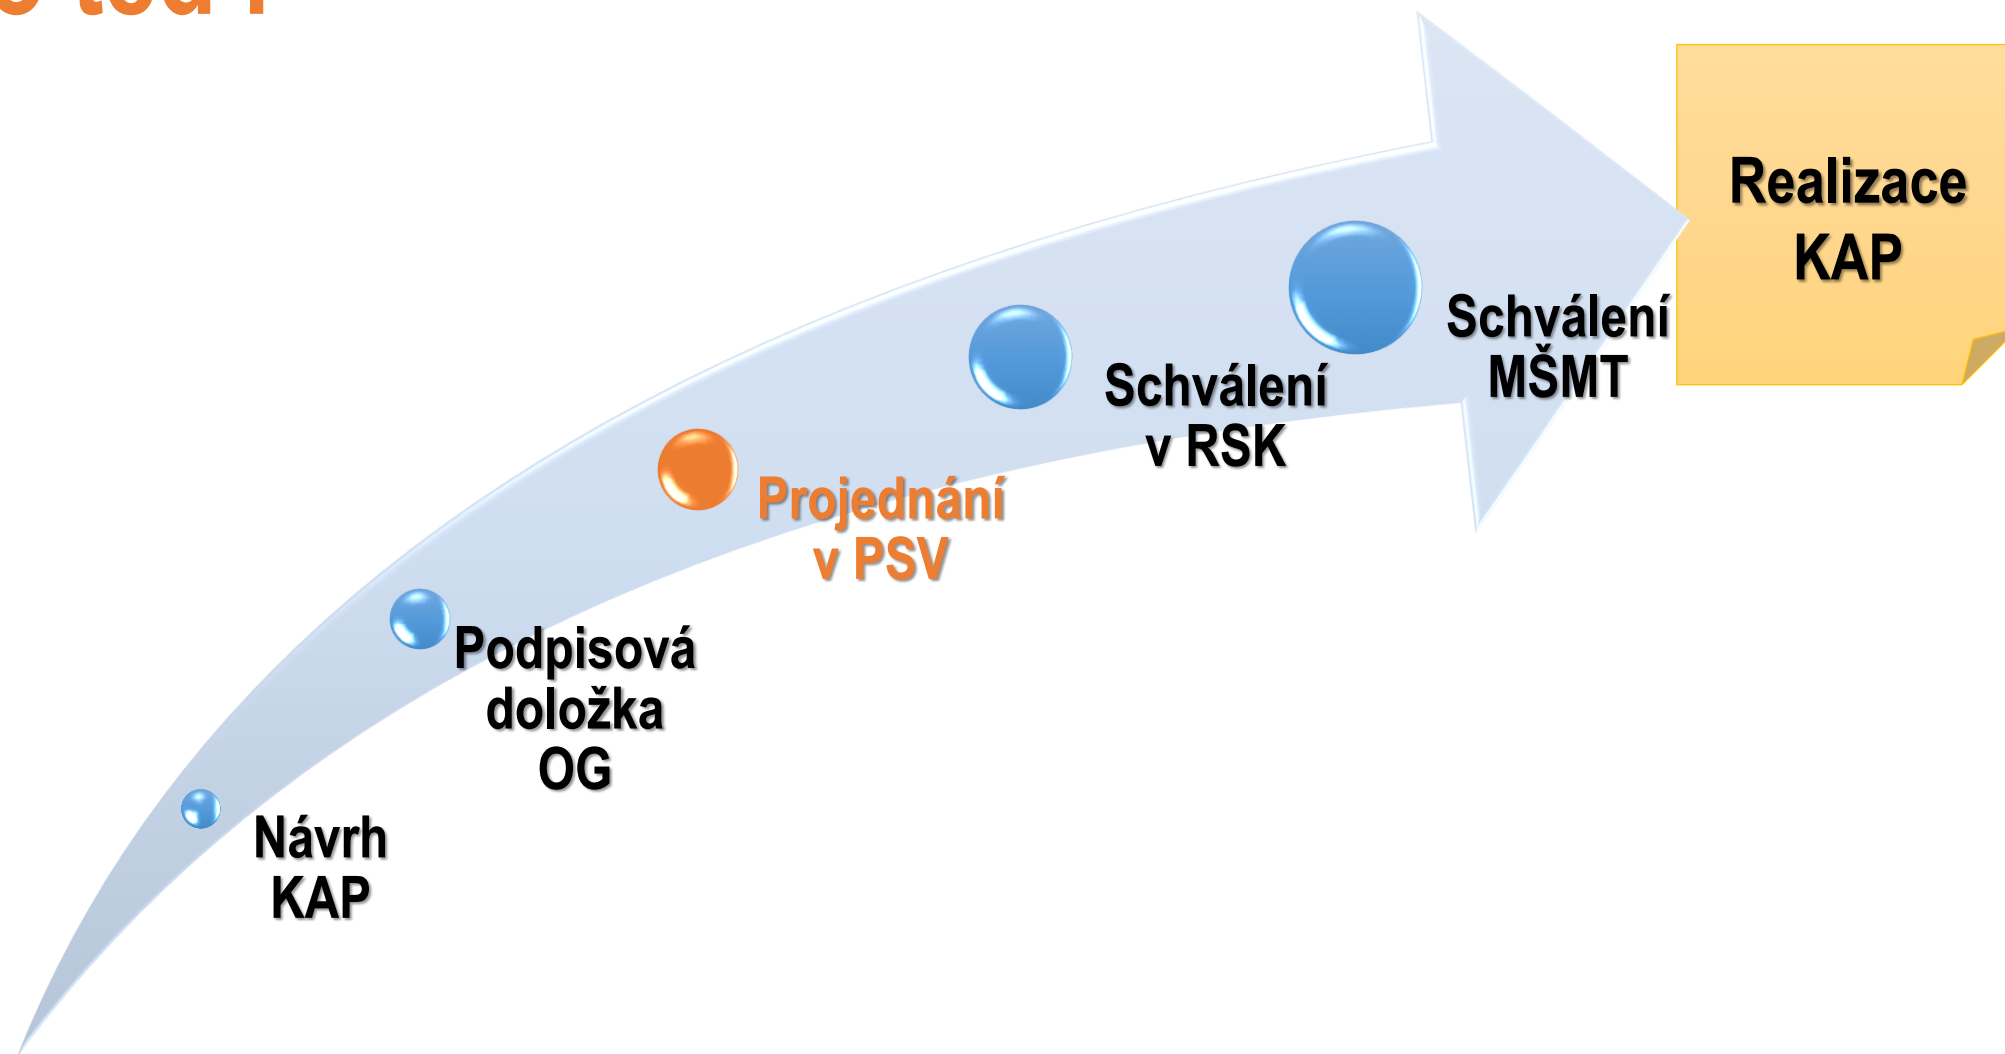 Návrh
KAP
Podpisová
doložka
OG
Projednání
v PSV
Schválení
v RSK
Schválení
MŠMT
Realizace
KAP